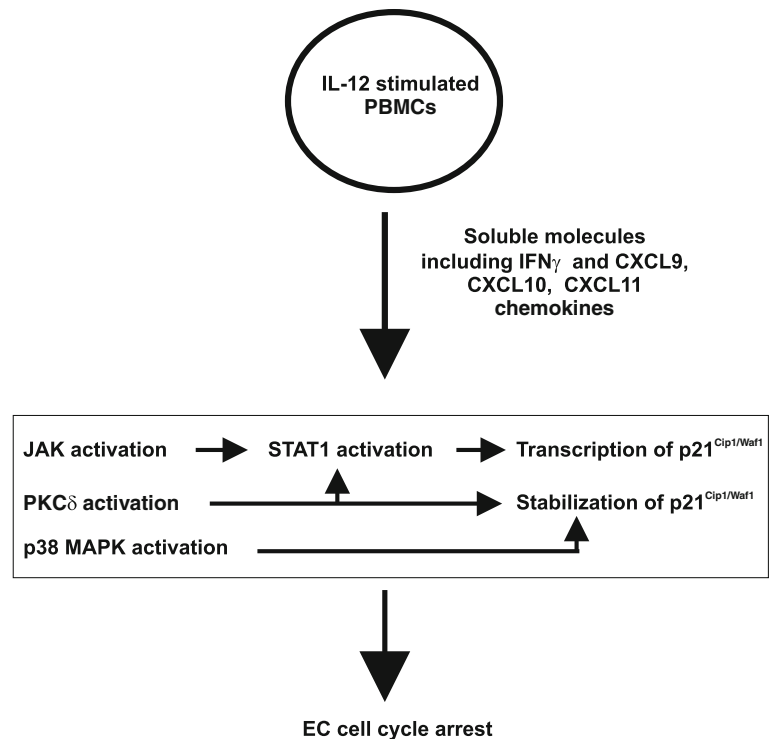 IL-12 stimulated
PBMCs
Soluble molecules
including IFNγ and CXCL9,
CXCL10, CXCL11
chemokines
JAK activation
STAT1 activation
Transcription of p21Cip1/Waf1
PKCδ activation
Stabilization of p21Cip1/Waf1
p38 MAPK activation
EC cell cycle arrest